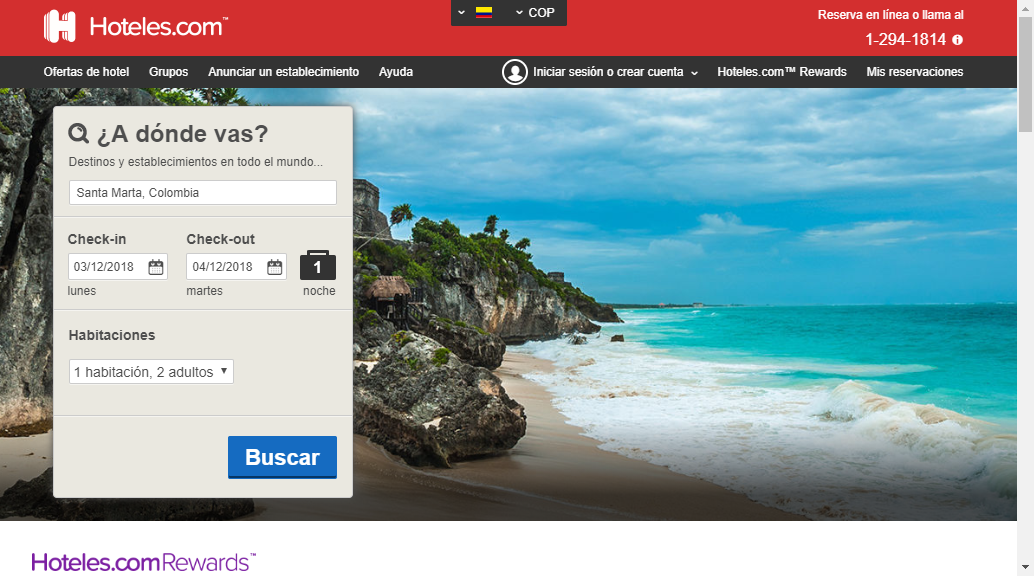 Hoteles.com™
COP
Reserva en línea o llama al
1-294-1814
Ofertas de hotel
Grupos
Anunciar un establecimiento
Ayuda
Iniciar sesión o crear cuenta
Hoteles.com™ Rewards
Mis reservaciones
¿A dónde vas?
Destinos y establecimientos en todo el mundo...
Santa Marta, Colombia
Check-in
Check-out
03/12/2018
04/12/2018
1
lunes
martes
noche
Habitaciones
1 habitación, 2 adultos
Buscar
Hoteles.com Rewards™